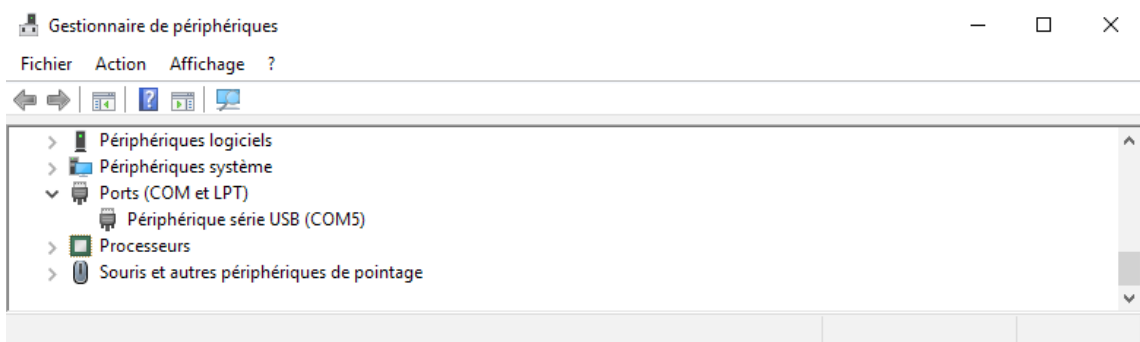 Gestionnaire de périphériques
Fichier Action Affichage ?
Périphériques logiciels
Périphériques système
Ports (COM et LPT)
Périphérique série USB (COM5)
Processeurs
Souris et autres périphériques de pointage